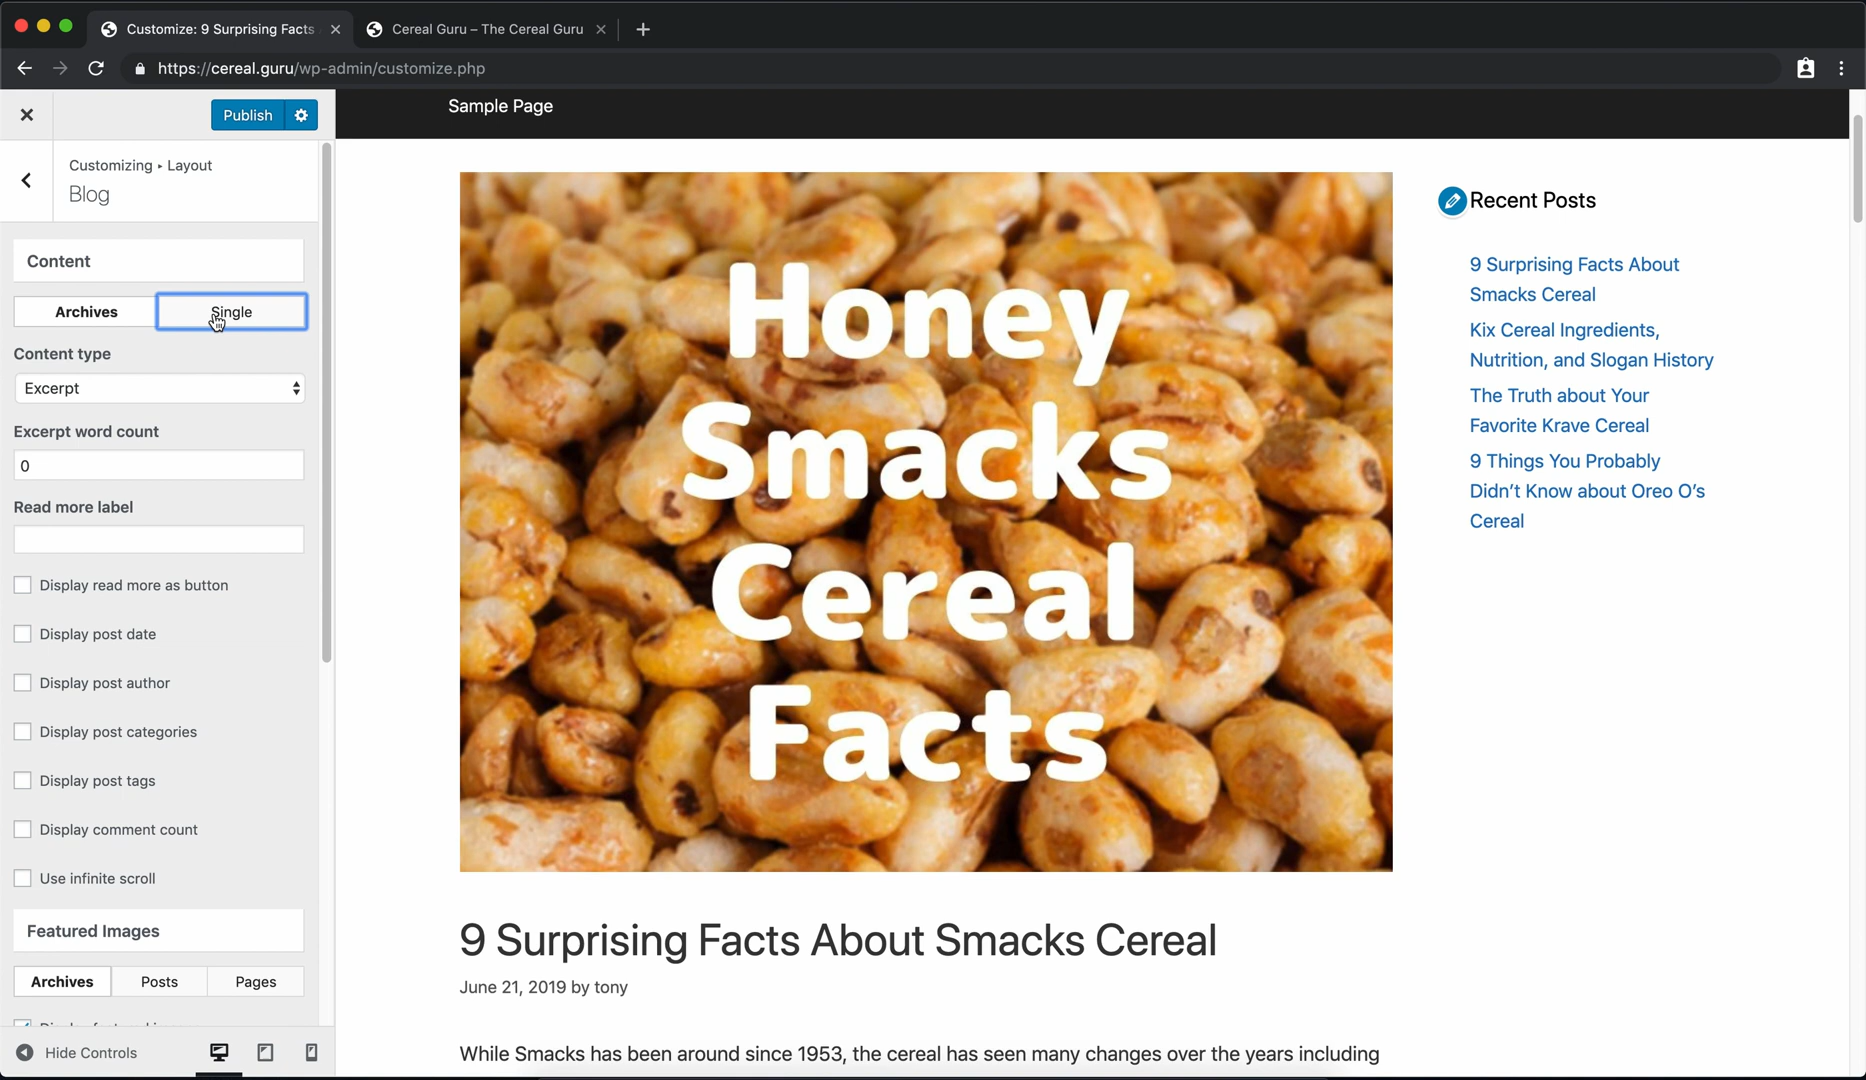 Customize: 9 Surprising Facts
Cereal Guru – The Cereal Guru
https://cereal.guru/wp-admin/customize.php
Publish
Customizing ▸ Layout
Blog
Content
Archives
Single
Content type
Excerpt
Excerpt word count
0
Read more label
Display read more as button
Display post date
Display post author
Display post categories
Display post tags
Display comment count
Use infinite scroll
Featured Images
Archives
Posts
Pages
Hide Controls
Sample Page
Honey
Smacks
Cereal
Facts
9 Surprising Facts About Smacks Cereal
June 21, 2019 by tony
While Smacks has been around since 1953, the cereal has seen many changes over the years including
Recent Posts
9 Surprising Facts About
Smacks Cereal
Kix Cereal Ingredients,
Nutrition, and Slogan History
The Truth about Your
Favorite Krave Cereal
9 Things You Probably
Didn't Know about Oreo O's
Cereal